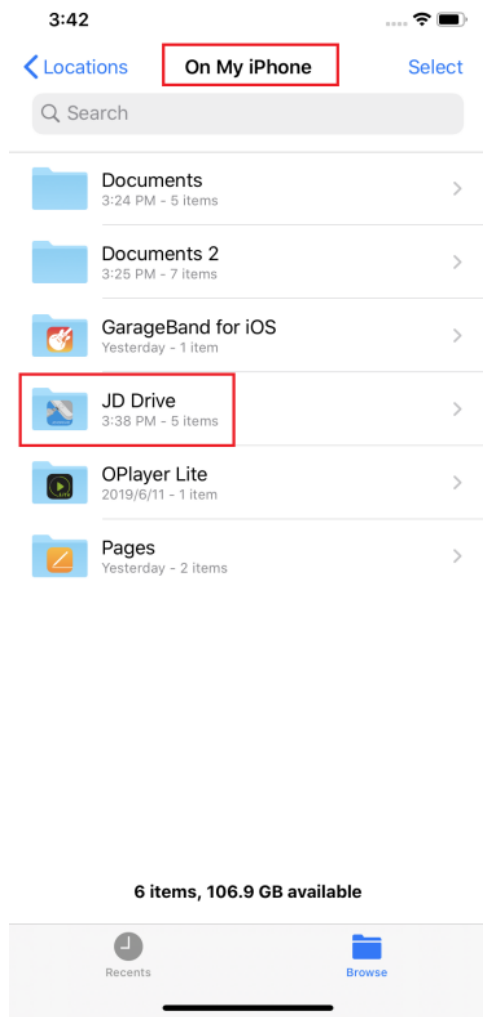 3:42
Locations On My iPhone Select
Search
Documents
3:24 PM - 5 items
Documents 2
3:25 PM - 7 items
GarageBand for iOS
Yesterday - 1 item
JD Drive
3:38 PM - 5 items
OPlayer Lite
2019/6/11 - 1 item
Pages
Yesterday - 2 items
6 items, 106.9 GB available
Recents Browse